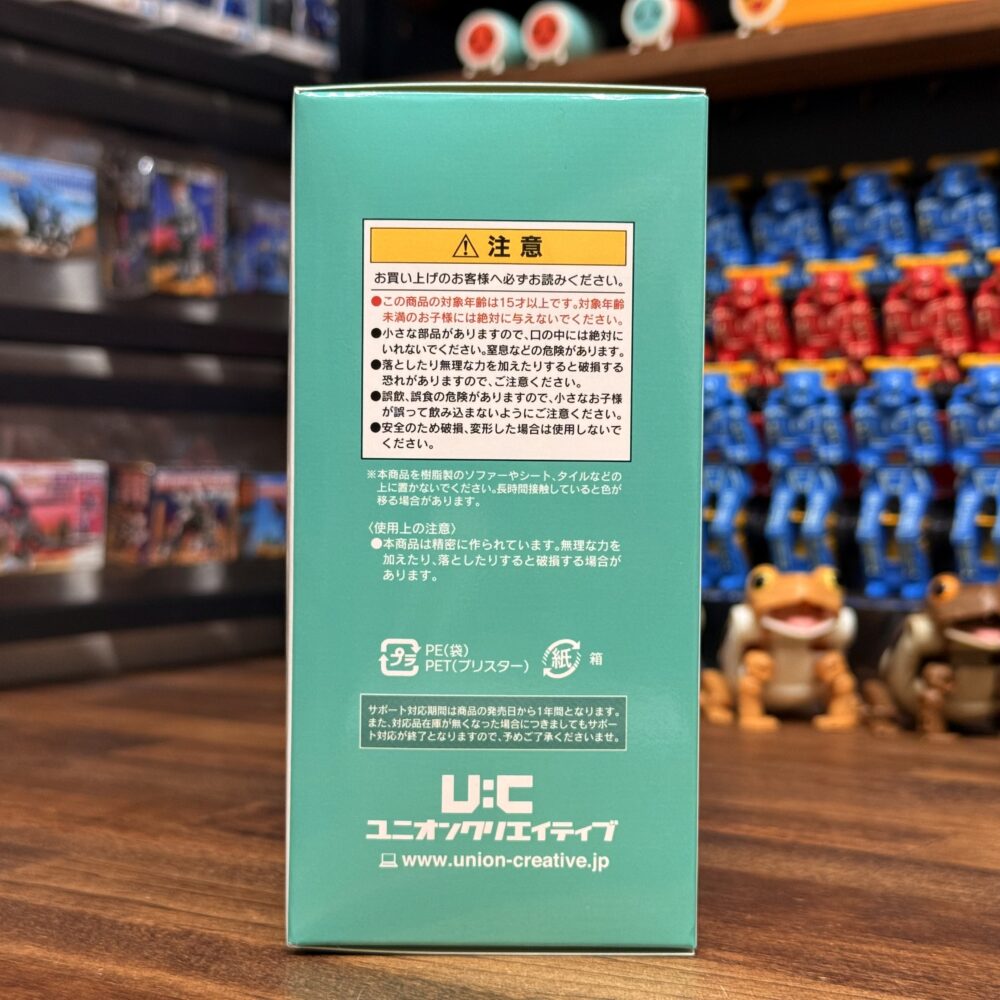 ⚠注意
お買い上げのお客様へ必ずお読みください。
●この商品の対象年齢は15才以上です。対象年齢
未満のお子様には絶対に与えないでください。
●小さな部品がありますので、口の中には絶対に
いれないでください。窒息などの危険があります。
●落としたり無理な力を加えたりすると破損する
恐れがありますので、ご注意ください。
●誤飲、誤食の危険がありますので、小さなお子様
が誤って飲み込まないようにご注意ください。
●安全のため破損、変形した場合は使用しないで
ください。
※本商品を樹脂製のソファーやシート、タイルなどの
上に置かないでください。長時間接触していると色が
移る場合があります。
〈使用上の注意〉
●本商品は精密に作られています。無理な力を
加えたり、落としたりすると破損する場合が
あります。
プラ PE(袋)
PET(ブリスター)
紙 箱
サポート対応期間は商品の発売日から1年間となります。
また、対応品在庫が無くなった場合につきましてもサポー
ト対応が終了となりますので、予めご了承くださいませ。
U:C
ユニオンクリエイティブ
www.union-creative.jp